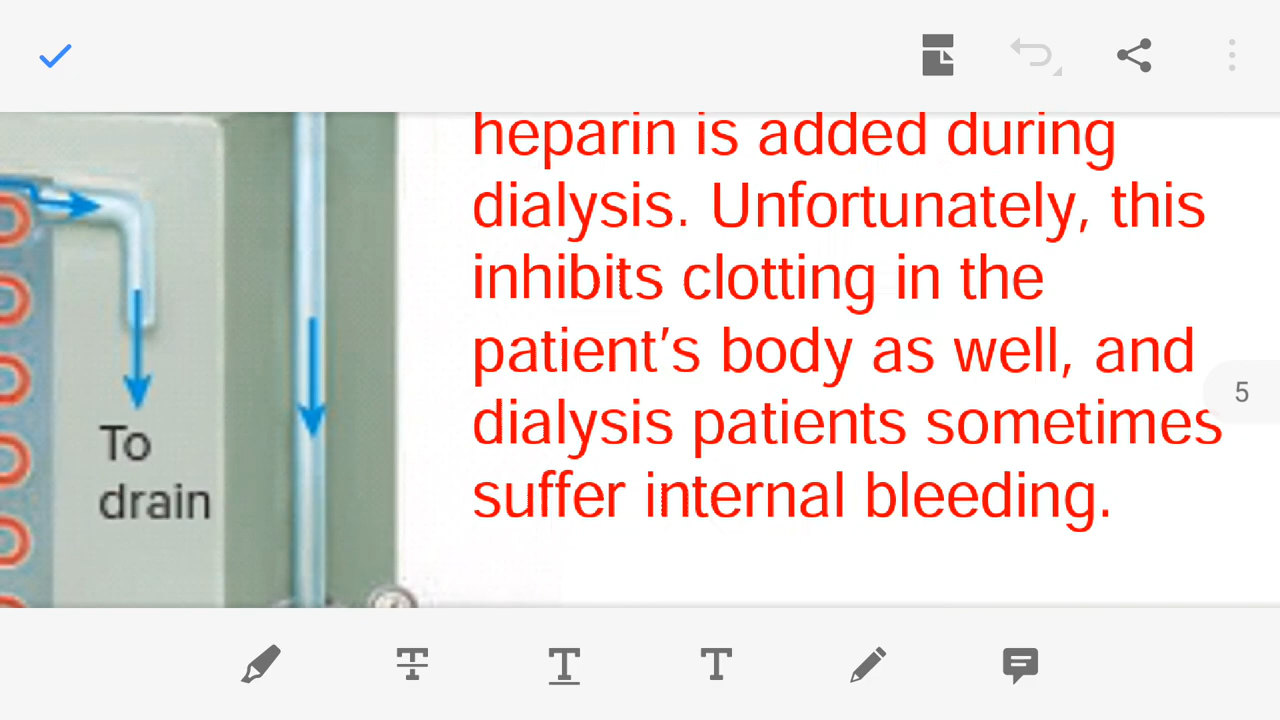 heparin is added during
dialysis. Unfortunately, this
inhibits clotting in the
patient’s body as well, and
dialysis patients sometimes
suffer internal bleeding.
To
drain
5